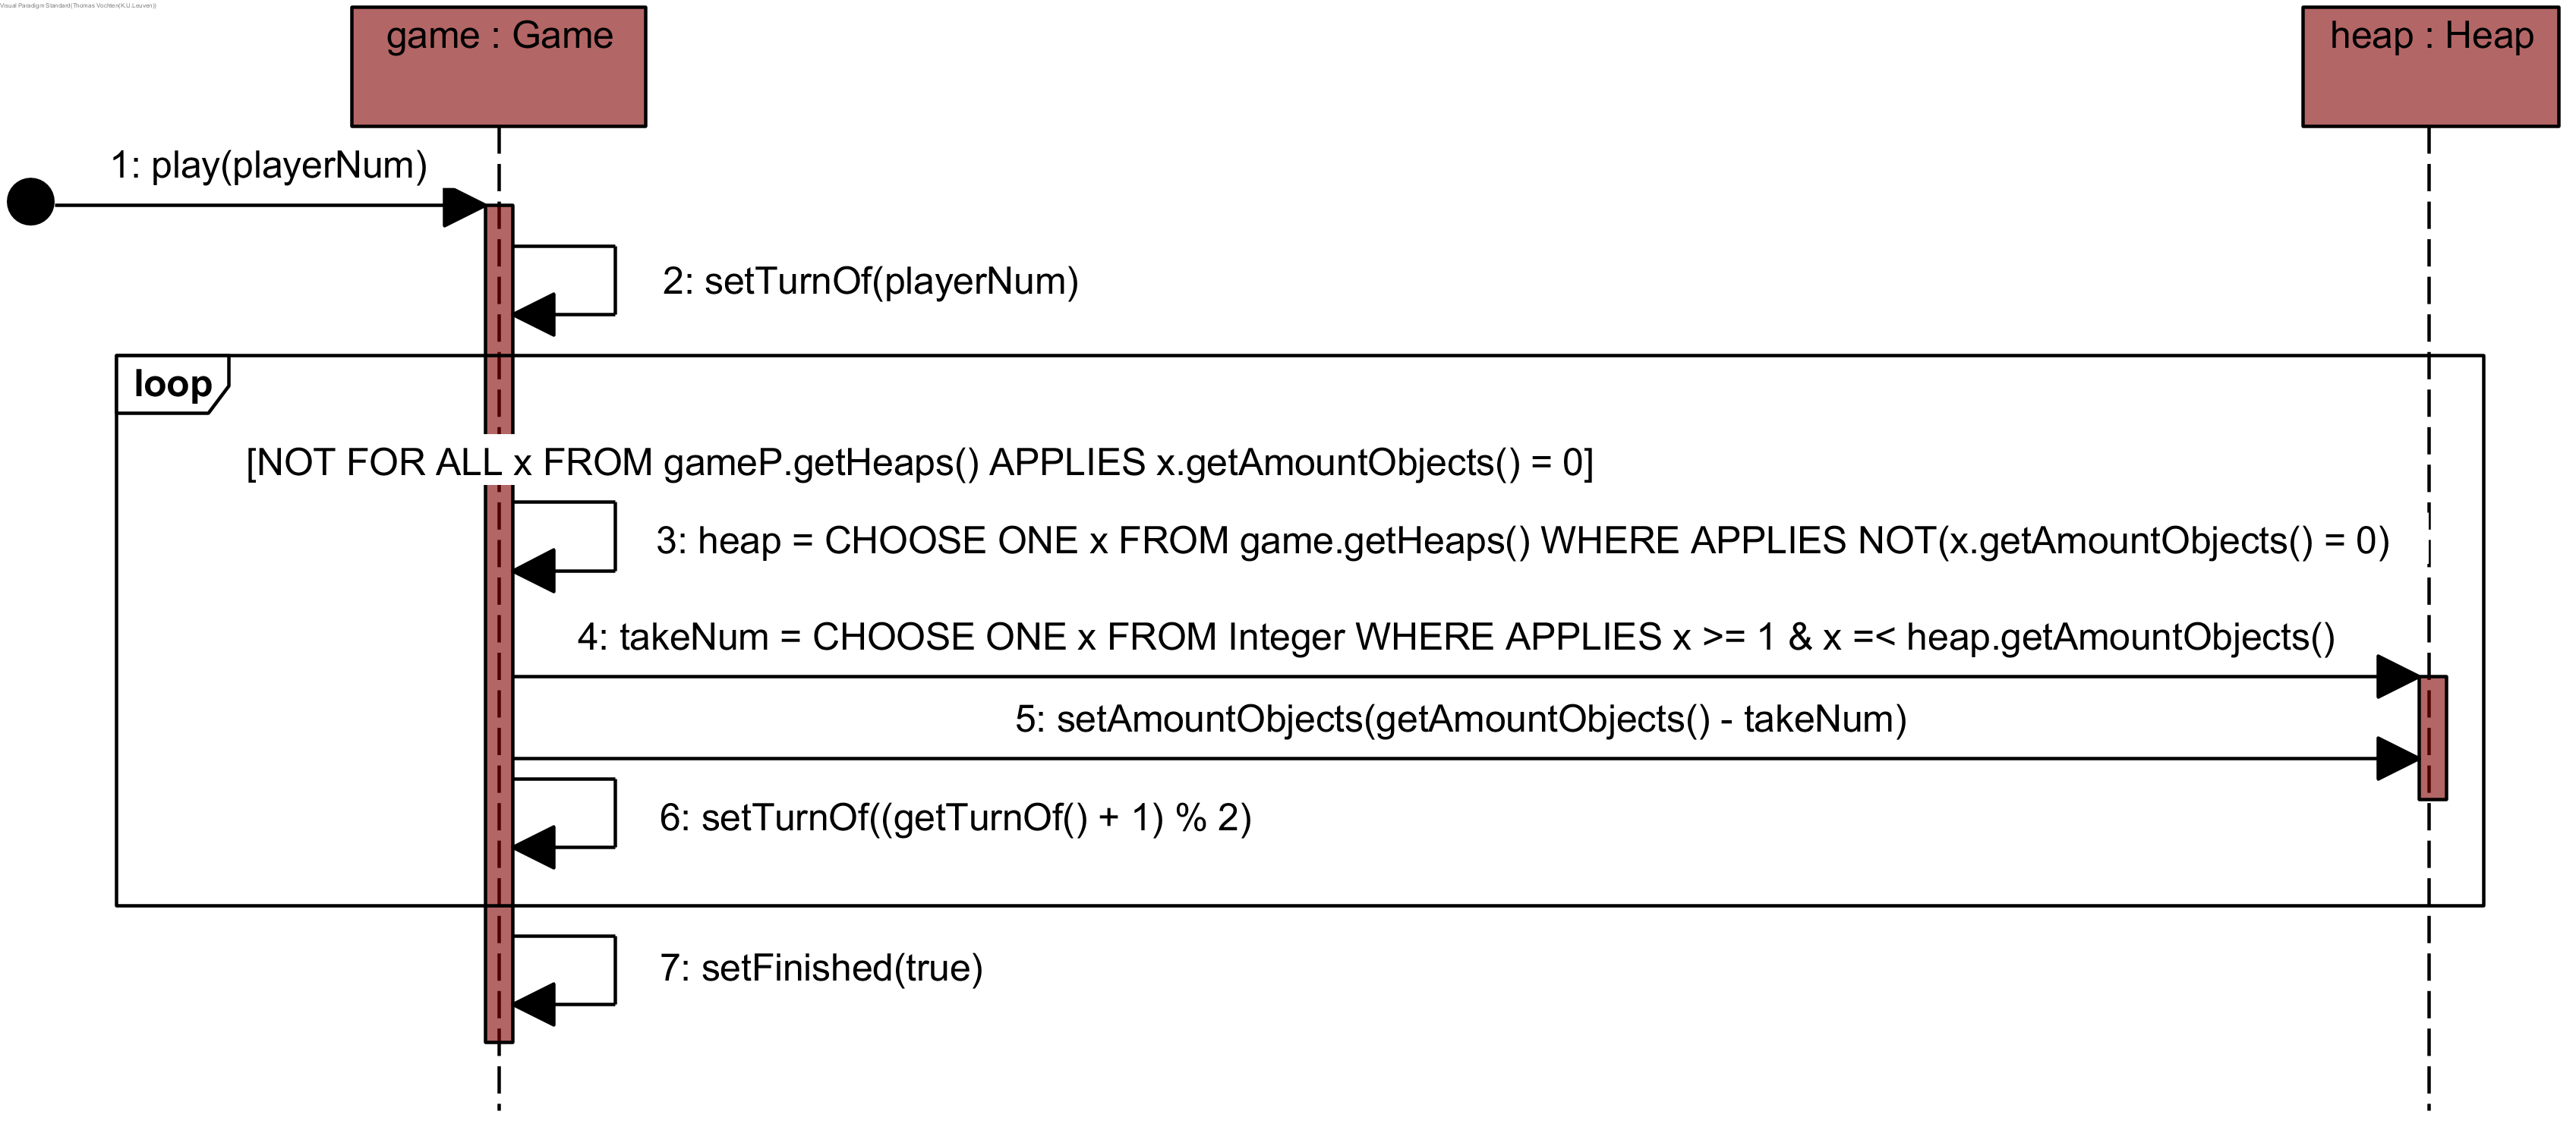 Visual Paradigm Standard(Thomas Vochten(K.U.Leuven))
game : Game
heap : Heap
1: play(playerNum)
2: setTurnOf(playerNum)
loop
[NOT FOR ALL x FROM gameP.getHeaps() APPLIES x.getAmountObjects() = 0]
3: heap = CHOOSE ONE x FROM game.getHeaps() WHERE APPLIES NOT(x.getAmountObjects() = 0)
4: takeNum = CHOOSE ONE x FROM Integer WHERE APPLIES x >= 1 & x =< heap.getAmountObjects()
5: setAmountObjects(getAmountObjects() - takeNum)
6: setTurnOf((getTurnOf() + 1) % 2)
7: setFinished(true)